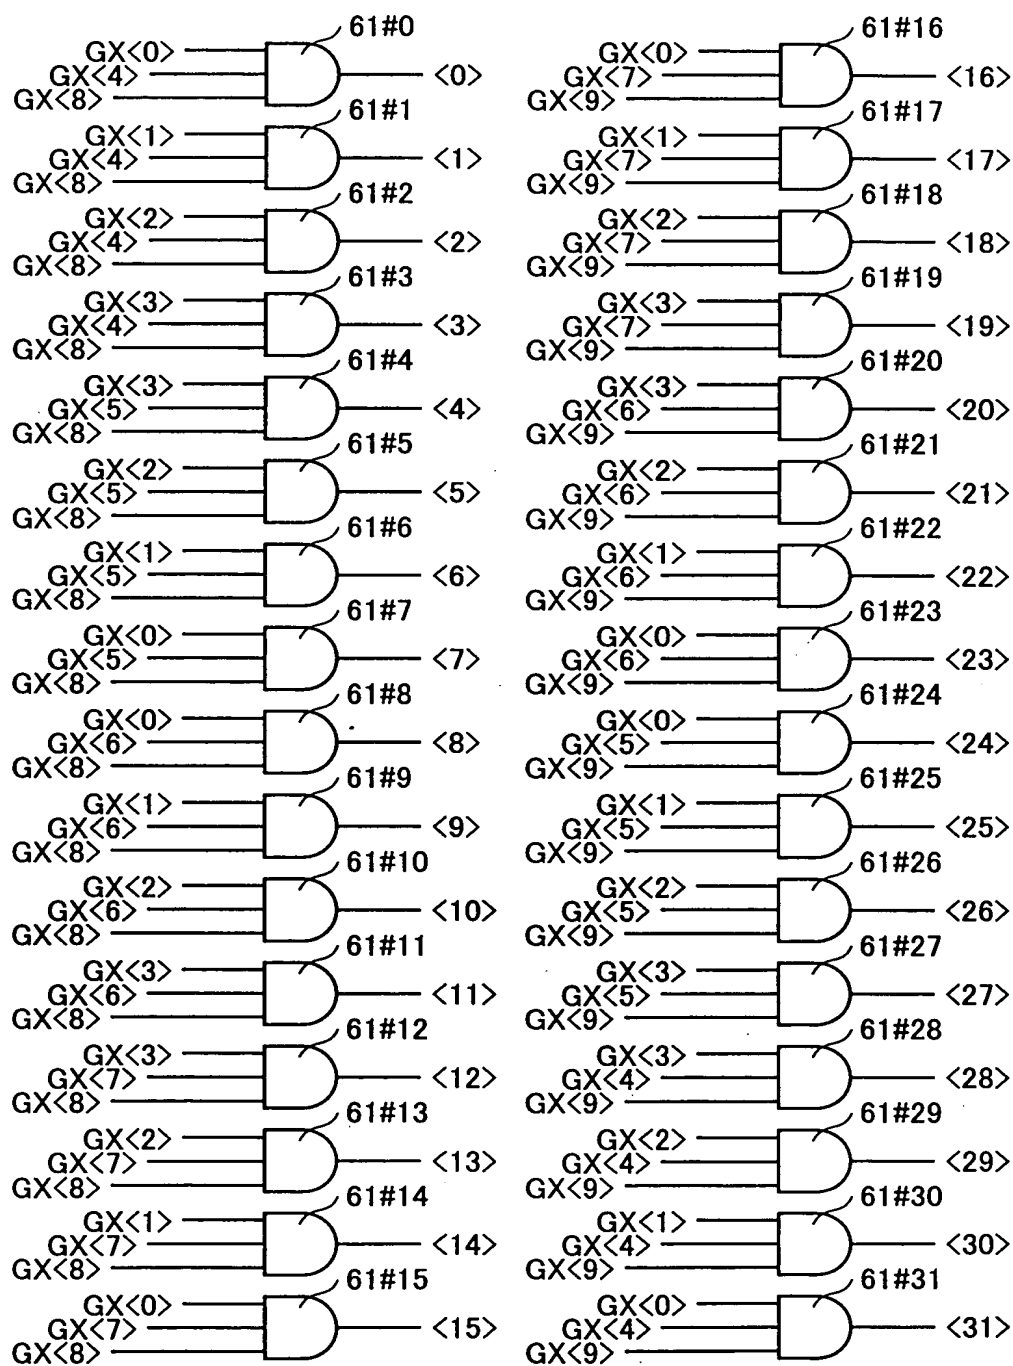 61#0
GX<0>
GX<4>
GX<8>
<0>
61#1
GX<1>
GX<4>
GX<8>
<1>
61#2
GX<2>
GX<4>
GX<8>
<2>
61#3
GX<3>
GX<4>
GX<8>
<3>
61#4
GX<3>
GX<5>
GX<8>
<4>
61#5
GX<2>
GX<5>
GX<8>
<5>
61#6
GX<1>
GX<5>
GX<8>
<6>
61#7
GX<0>
GX<5>
GX<8>
<7>
61#8
GX<0>
GX<6>
GX<8>
<8>
61#9
GX<1>
GX<6>
GX<8>
<9>
61#10
GX<2>
GX<6>
GX<8>
<10>
61#11
GX<3>
GX<6>
GX<8>
<11>
61#12
GX<3>
GX<7>
GX<8>
<12>
61#13
GX<2>
GX<7>
GX<8>
<13>
61#14
GX<1>
GX<7>
GX<8>
<14>
61#15
GX<0>
GX<7>
GX<8>
<15>
61#16
GX<0>
GX<7>
GX<9>
<16>
61#17
GX<1>
GX<7>
GX<9>
<17>
61#18
GX<2>
GX<7>
GX<9>
<18>
61#19
GX<3>
GX<7>
GX<9>
<19>
61#20
GX<3>
GX<6>
GX<9>
<20>
61#21
GX<2>
GX<6>
GX<9>
<21>
61#22
GX<1>
GX<6>
GX<9>
<22>
61#23
GX<0>
GX<6>
GX<9>
<23>
61#24
GX<0>
GX<5>
GX<9>
<24>
61#25
GX<1>
GX<5>
GX<9>
<25>
61#26
GX<2>
GX<5>
GX<9>
<26>
61#27
GX<3>
GX<5>
GX<9>
<27>
61#28
GX<3>
GX<4>
GX<9>
<28>
61#29
GX<2>
GX<4>
GX<9>
<29>
61#30
GX<1>
GX<4>
GX<9>
<30>
61#31
GX<0>
GX<4>
GX<9>
<31>